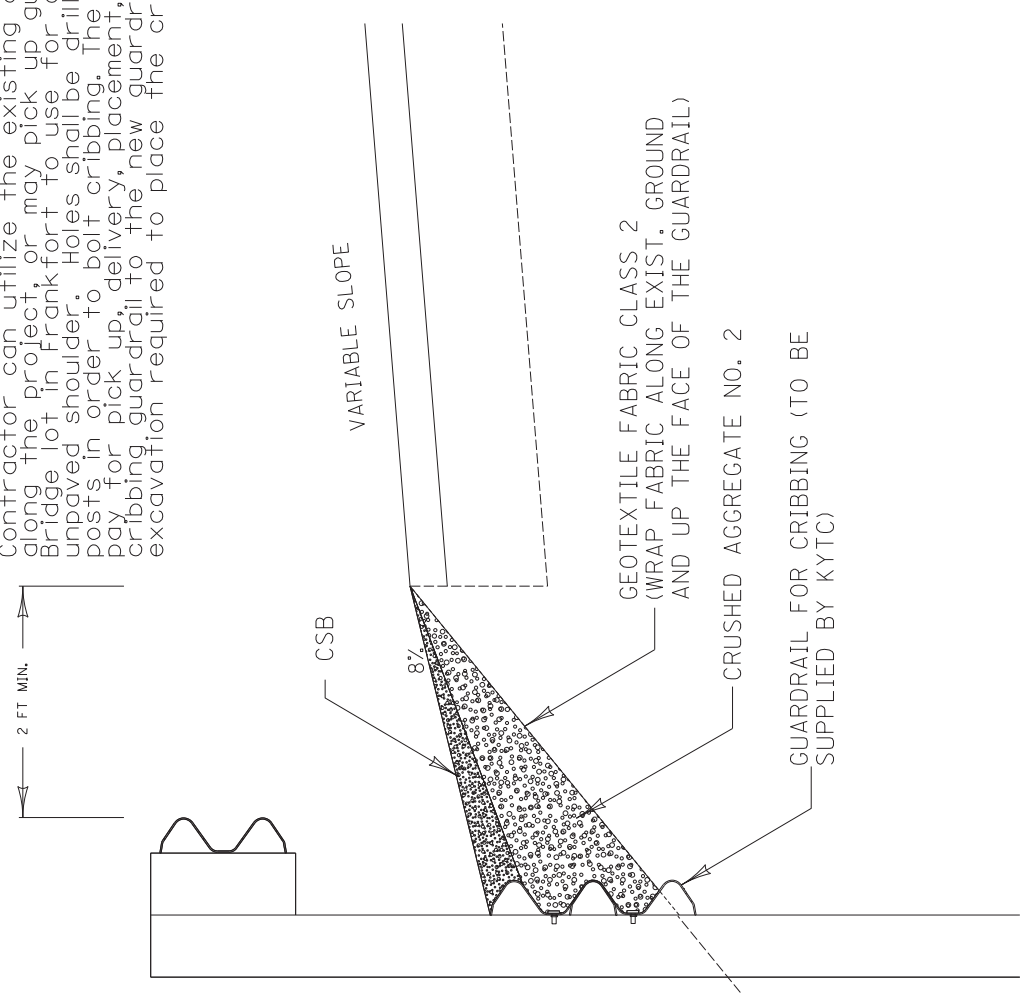 Contractor can utilize the existing
along the project, or may pick up
Bridge lot in Frankfort to use for
unpaved shoulder. Holes shall be
posts in order to bolt cribbing. The
pay for pick up, delivery, placement,
cribbing guardrail to the new
excavation required to place the
2 FT MIN.
VARIABLE SLOPE
CSB
8%
GEOTEXTILE FABRIC CLASS 2
(WRAP FABRIC ALONG EXIST. GROUND
AND UP THE FACE OF THE GUARDRAIL)
CRUSHED AGGREGATE NO. 2
GUARDRAIL FOR CRIBBING (TO BE
SUPPLIED BY KYTC)